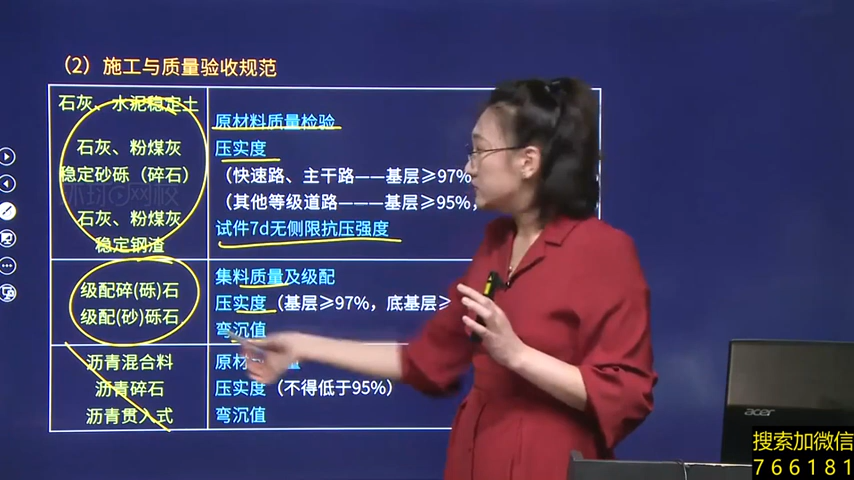 （2）施工与质量验收规范
石灰、水泥稳定土
石灰、粉煤灰
稳定砂砾（碎石）
石灰、粉煤灰
稳定钢渣
原材料质量检验
压实度
（快速路、主干路——基层≥97%
（其他等级道路——基层≥95%，
试件7d无侧限抗压强度
级配碎(砾)石
级配(砂)砾石
集料质量及级配
压实度（基层≥97%，底基层≥
弯沉值
沥青混合料
沥青碎石
沥青贯入式
原材
量
压实度（不得低于95%）
弯沉值
环球网校
acer
搜索加微信
766181